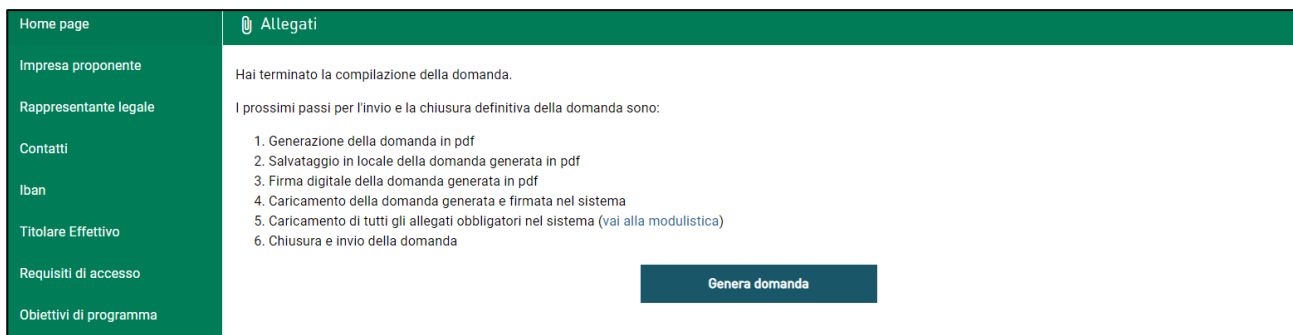 Home page
Impresa proponente
Rappresentante legale
Contatti
Iban
Titolare Effettivo
Requisiti di accesso
Obiettivi di programma
Allegati
Hai terminato la compilazione della domanda.
I prossimi passi per l'invio e la chiusura definitiva della domanda sono:
1. Generazione della domanda in pdf
2. Salvataggio in locale della domanda generata in pdf
3. Firma digitale della domanda generata in pdf
4. Caricamento della domanda generata e firmata nel sistema
5. Caricamento di tutti gli allegati obbligatori nel sistema (vai alla modulistica)
6. Chiusura e invio della domanda
Genera domanda